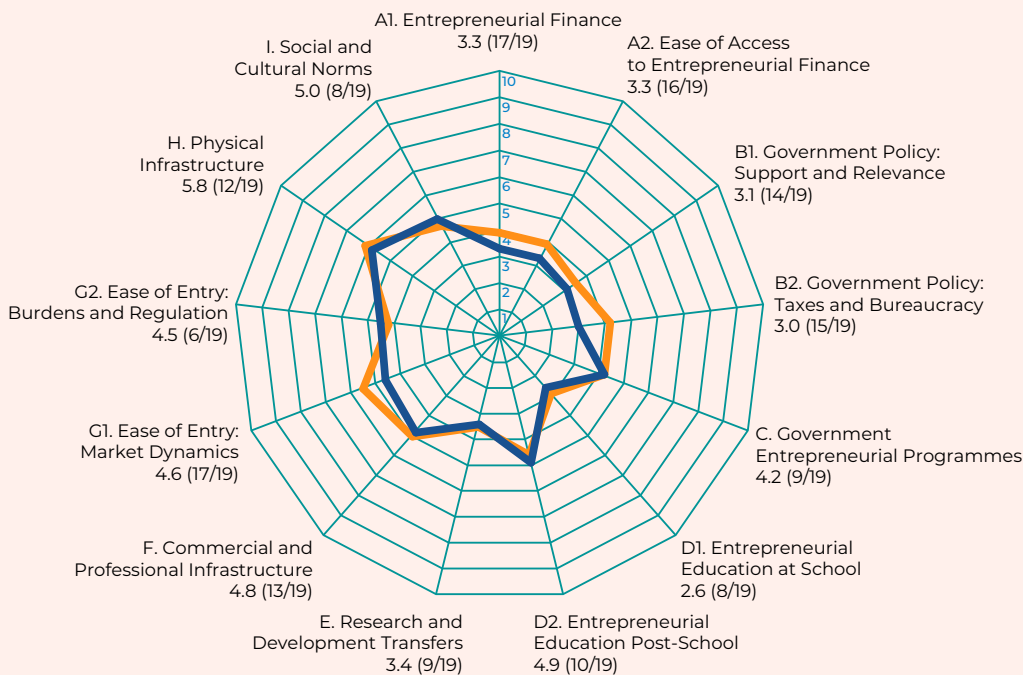 A1. Entrepreneurial Finance
3.3 (17/19)
A2. Ease of Access
to Entrepreneurial Finance
3.3 (16/19)
B1. Government Policy:
Support and Relevance
3.1 (14/19)
B2. Government Policy:
Taxes and Bureaucracy
3.0 (15/19)
C. Government
Entrepreneurial Programmes
4.2 (9/19)
D1. Entrepreneurial
Education at School
2.6 (8/19)
D2. Entrepreneurial
Education Post-School
4.9 (10/19)
E. Research and
Development Transfers
3.4 (9/19)
F. Commercial and
Professional Infrastructure
4.8 (13/19)
G1. Ease of Entry:
Market Dynamics
4.6 (17/19)
G2. Ease of Entry:
Burdens and Regulation
4.5 (6/19)
H. Physical
Infrastructure
5.8 (12/19)
I. Social and
Cultural Norms
5.0 (8/19)
10
9
8
7
6
5
4
3
2
1